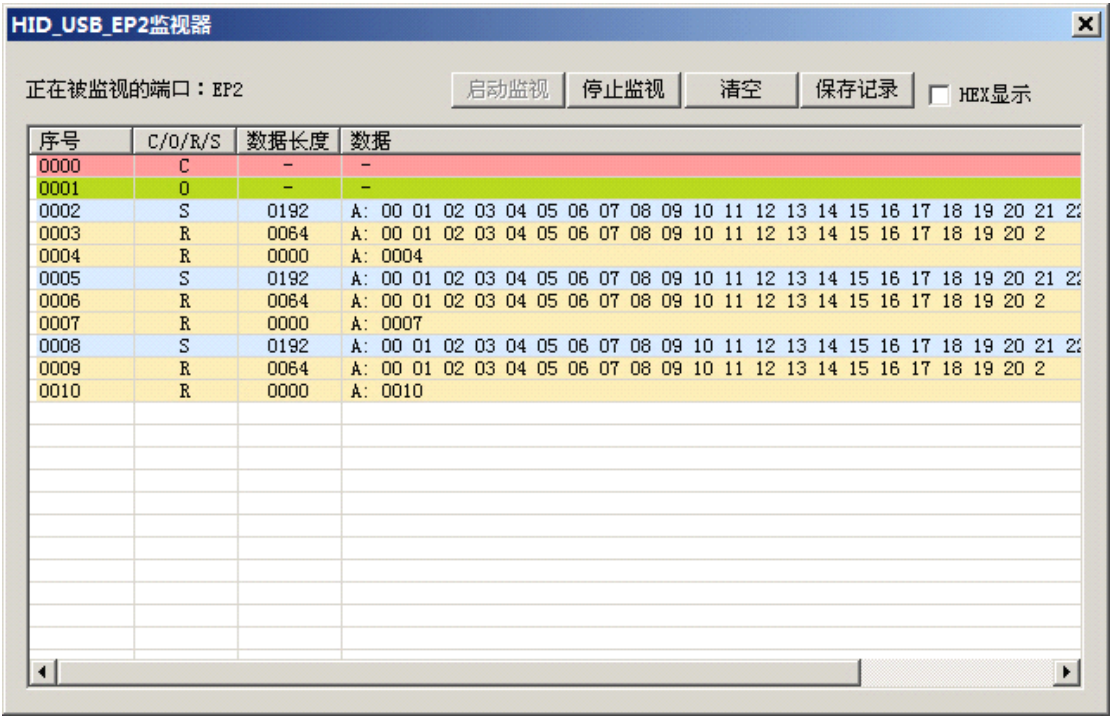 HID_USB_EP2监视器
正在被监视的端口：EP2 启动监视 停止监视 清空 保存记录 HEX显示
序号 C/O/R/S 数据长度 数据
0000 C - -
0001 O - -
0002 S 0192 A: 00 01 02 03 04 05 06 07 08 09 10 11 12 13 14 15 16 17 18 19 20 21 22
0003 R 0064 A: 00 01 02 03 04 05 06 07 08 09 10 11 12 13 14 15 16 17 18 19 20 2
0004 R 0000 A: 0004
0005 S 0192 A: 00 01 02 03 04 05 06 07 08 09 10 11 12 13 14 15 16 17 18 19 20 21 22
0006 R 0064 A: 00 01 02 03 04 05 06 07 08 09 10 11 12 13 14 15 16 17 18 19 20 2
0007 R 0000 A: 0007
0008 S 0192 A: 00 01 02 03 04 05 06 07 08 09 10 11 12 13 14 15 16 17 18 19 20 21 22
0009 R 0064 A: 00 01 02 03 04 05 06 07 08 09 10 11 12 13 14 15 16 17 18 19 20 2
0010 R 0000 A: 0010